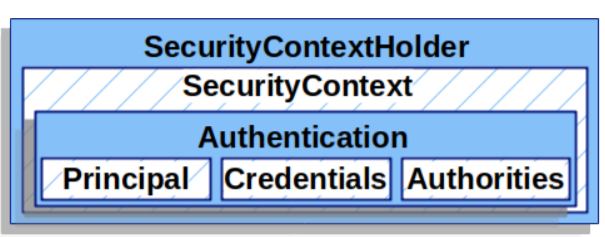 SecurityContextHolder
SecurityContext
Authentication
Principal Credentials Authorities